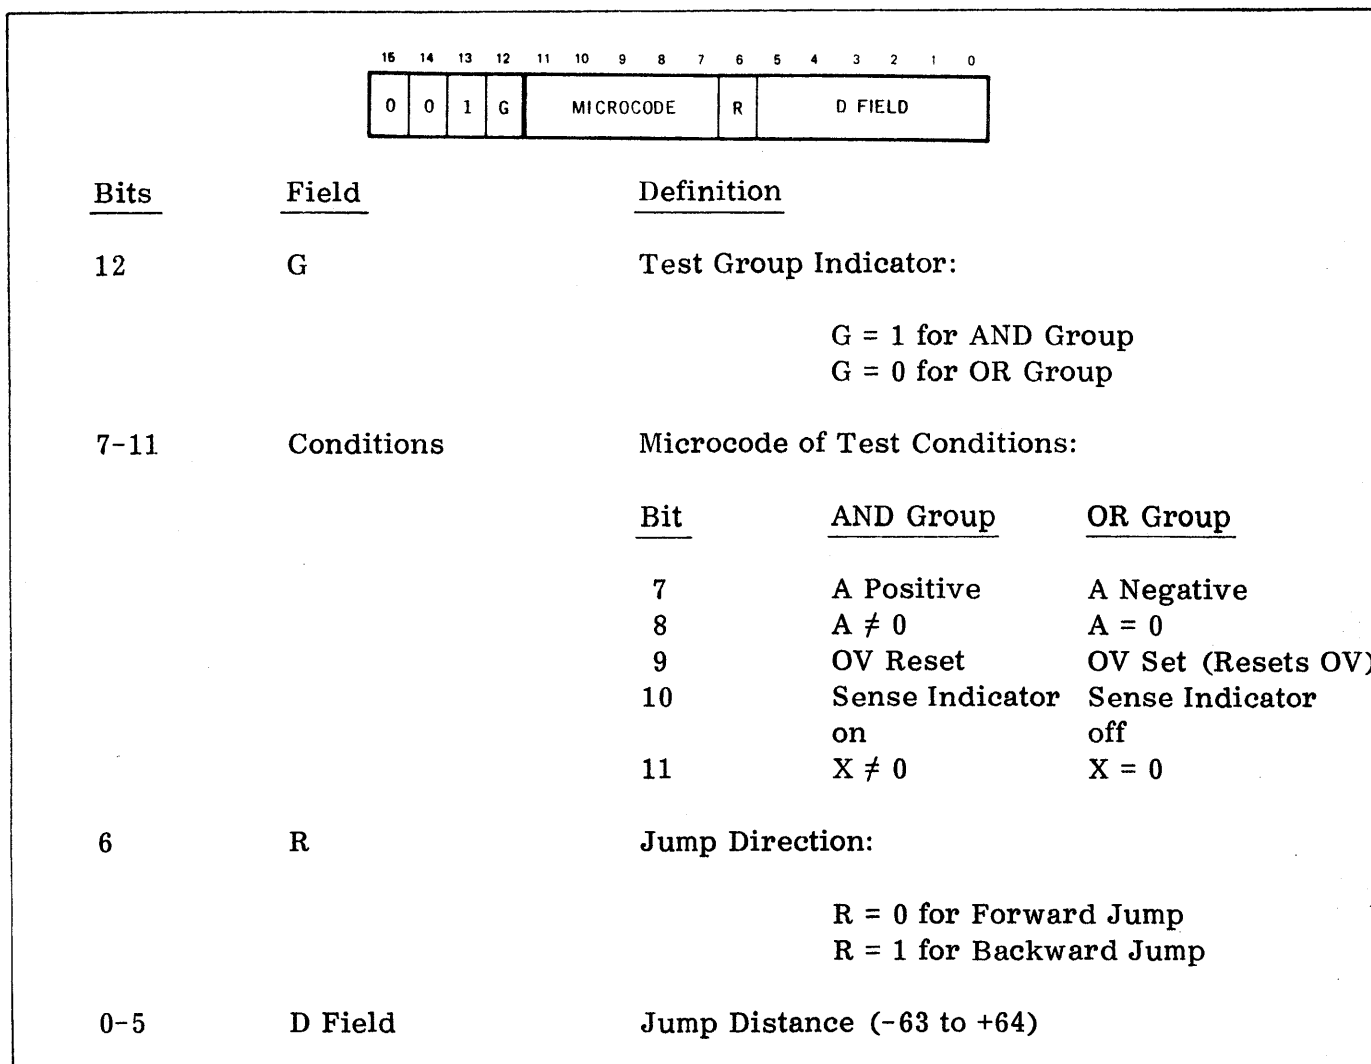 15 14 13 12 11 10 9 8 7 6 5 4 3 2 1 0
0 0 1 G MICROCODE R D FIELD
Bits Field Definition
12 G Test Group Indicator:
G = 1 for AND Group
G = 0 for OR Group
7-11 Conditions Microcode of Test Conditions:
Bit AND Group OR Group
7 A Positive A Negative
8 A ≠ 0 A = 0
9 OV Reset OV Set (Resets OV)
10 Sense Indicator Sense Indicator
on off
11 X ≠ 0 X = 0
6 R Jump Direction:
R = 0 for Forward Jump
R = 1 for Backward Jump
0-5 D Field Jump Distance (-63 to +64)